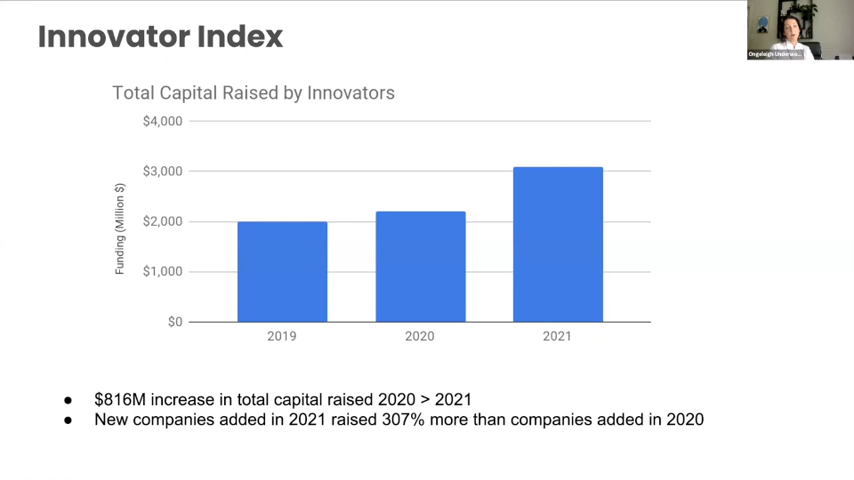 Innovator Index
Ongeleigh Underwo...
Total Capital Raised by Innovators
Funding (Million $)
$4,000
$3,000
$2,000
$1,000
$0
2019 2020 2021
● $816M increase in total capital raised 2020 > 2021
● New companies added in 2021 raised 307% more than companies added in 2020